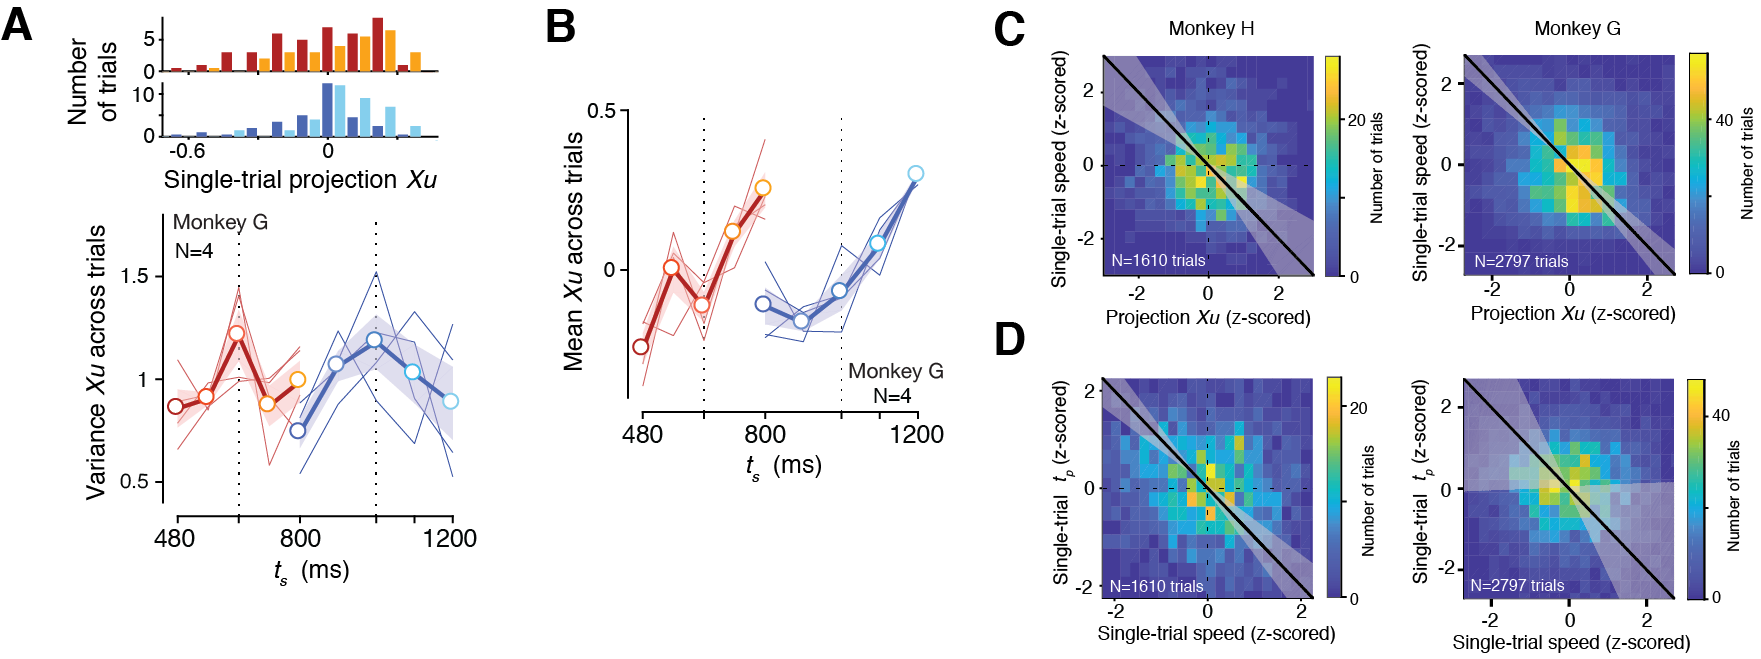 A
Number
of trials
5
0
10
0
-0.6
0
Single-trial projection Xu
Monkey G
N=4
Variance Xu across trials
1.5
1
0.5
480
800
1200
ts (ms)
B
Mean Xu across trials
0.5
0
Monkey G
N=4
480
800
1200
ts (ms)
C
Monkey H
Single-trial speed (z-scored)
2
0
-2
N=1610 trials
-2
0
2
Projection Xu (z-scored)
20
0
Number of trials
Monkey G
Single-trial speed (z-scored)
2
0
-2
N=2797 trials
-2
0
2
Projection Xu (z-scored)
40
0
Number of trials
D
Single-trial tp (z-scored)
2
0
-2
N=1610 trials
-2
0
2
Single-trial speed (z-scored)
20
0
Number of trials
Single-trial tp (z-scored)
2
0
-2
N=2797 trials
-2
0
2
Single-trial speed (z-scored)
40
0
Number of trials